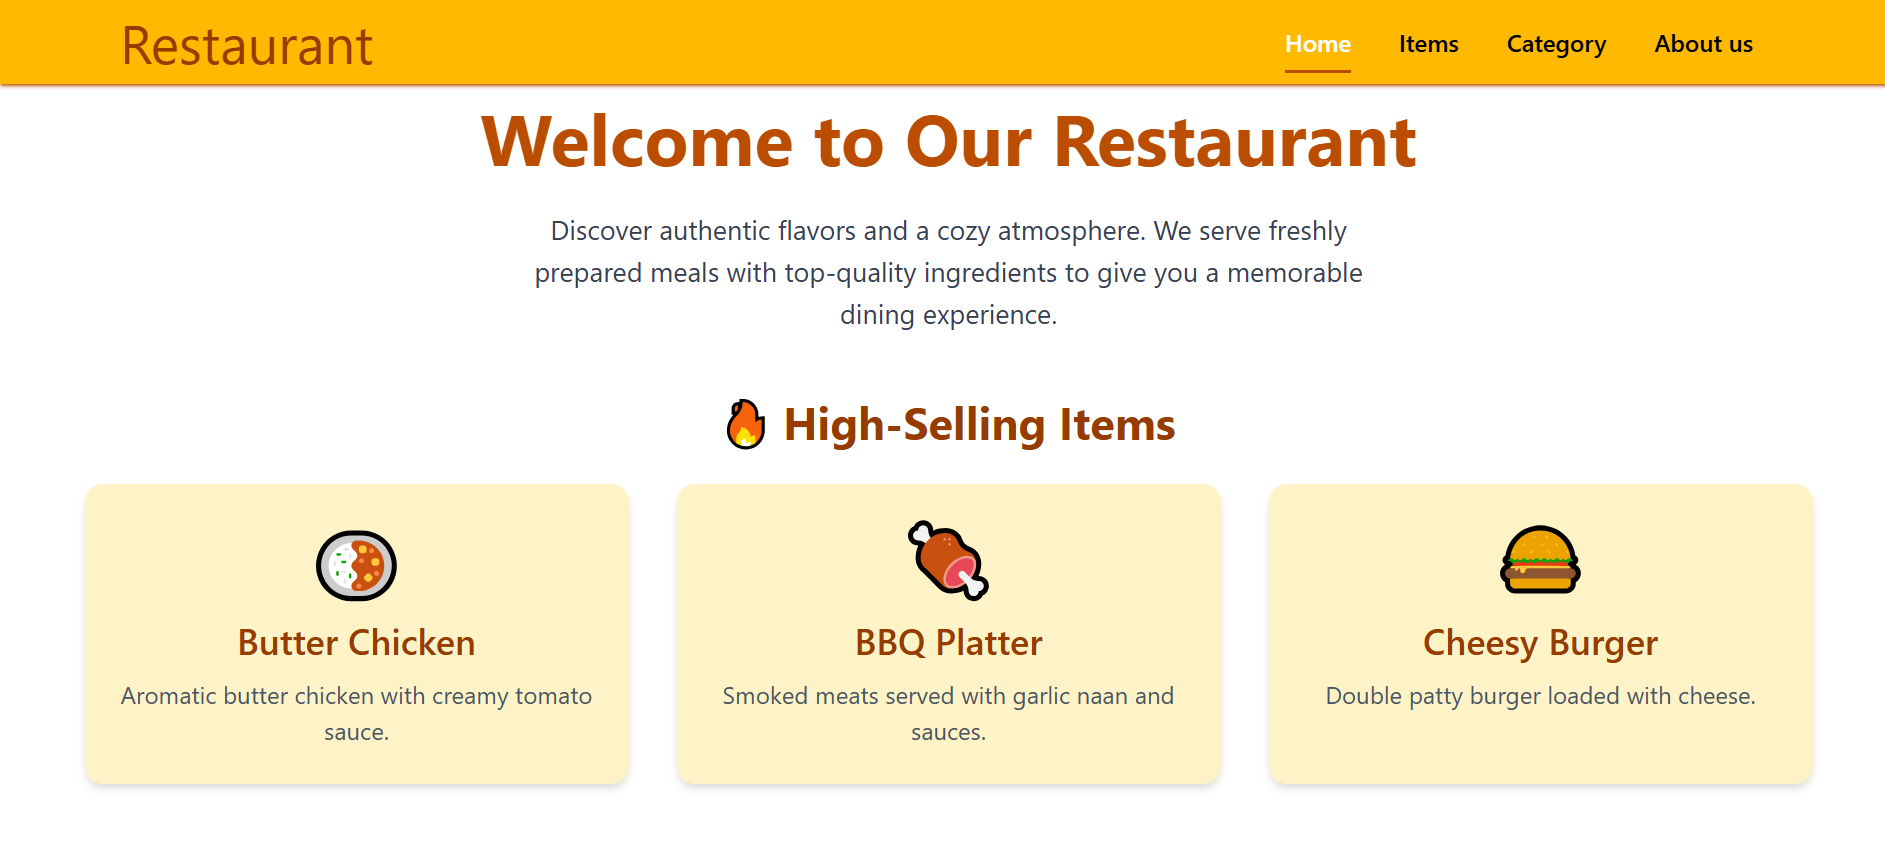 Restaurant
Home Items Category About us
Welcome to Our Restaurant
Discover authentic flavors and a cozy atmosphere. We serve freshly
prepared meals with top-quality ingredients to give you a memorable
dining experience.
High-Selling Items
Butter Chicken
Aromatic butter chicken with creamy tomato
sauce.
BBQ Platter
Smoked meats served with garlic naan and
sauces.
Cheesy Burger
Double patty burger loaded with cheese.